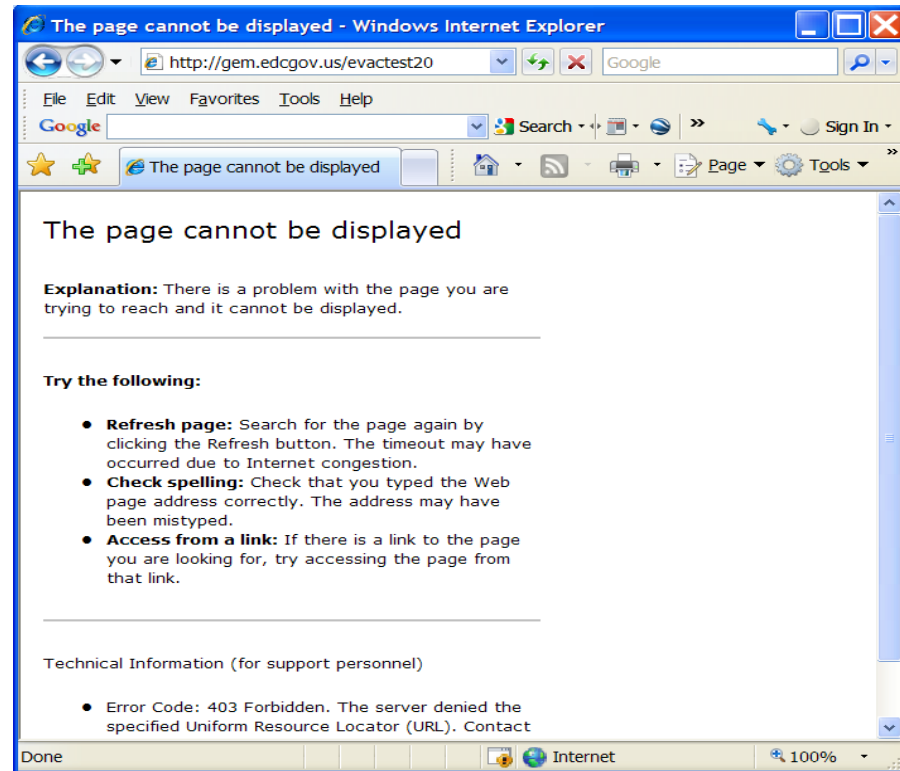 The page cannot be displayed - Windows Internet Explorer
http://gem.edcgov.us/evactest20
Google
File Edit View Favorites Tools Help
Google Search » Sign In
The page cannot be displayed Page Tools »
The page cannot be displayed
Explanation: There is a problem with the page you are
trying to reach and it cannot be displayed.
Try the following:
● Refresh page: Search for the page again by
clicking the Refresh button. The timeout may have
occurred due to Internet congestion.
● Check spelling: Check that you typed the Web
page address correctly. The address may have
been mistyped.
● Access from a link: If there is a link to the page
you are looking for, try accessing the page from
that link.
Technical Information (for support personnel)
● Error Code: 403 Forbidden. The server denied the
specified Uniform Resource Locator (URL). Contact
Done Internet 100%